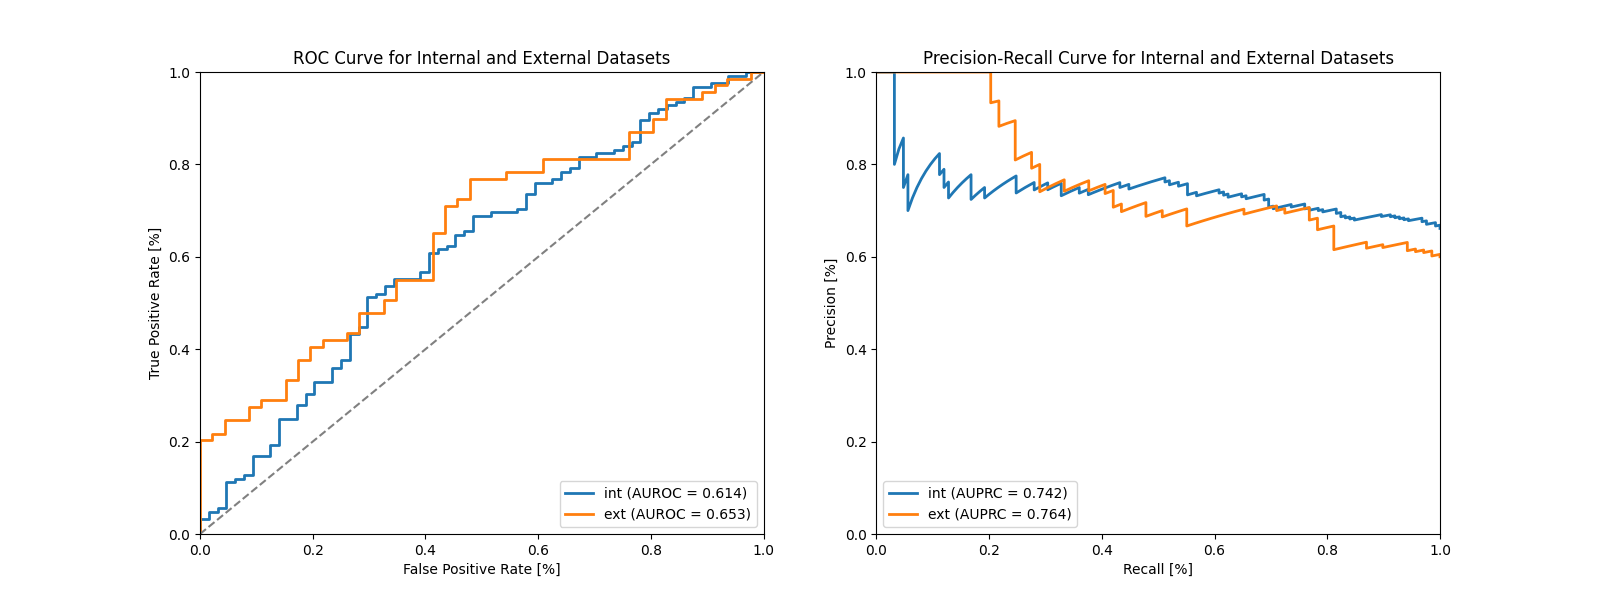 ROC Curve for Internal and External Datasets
True Positive Rate [%]
1.0
0.8
0.6
0.4
0.2
0.0
int (AUROC = 0.614)
ext (AUROC = 0.653)
0.0 0.2 0.4 0.6 0.8 1.0
False Positive Rate [%]
Precision-Recall Curve for Internal and External Datasets
Precision [%]
1.0
0.8
0.6
0.4
0.2
0.0
int (AUPRC = 0.742)
ext (AUPRC = 0.764)
0.0 0.2 0.4 0.6 0.8 1.0
Recall [%]